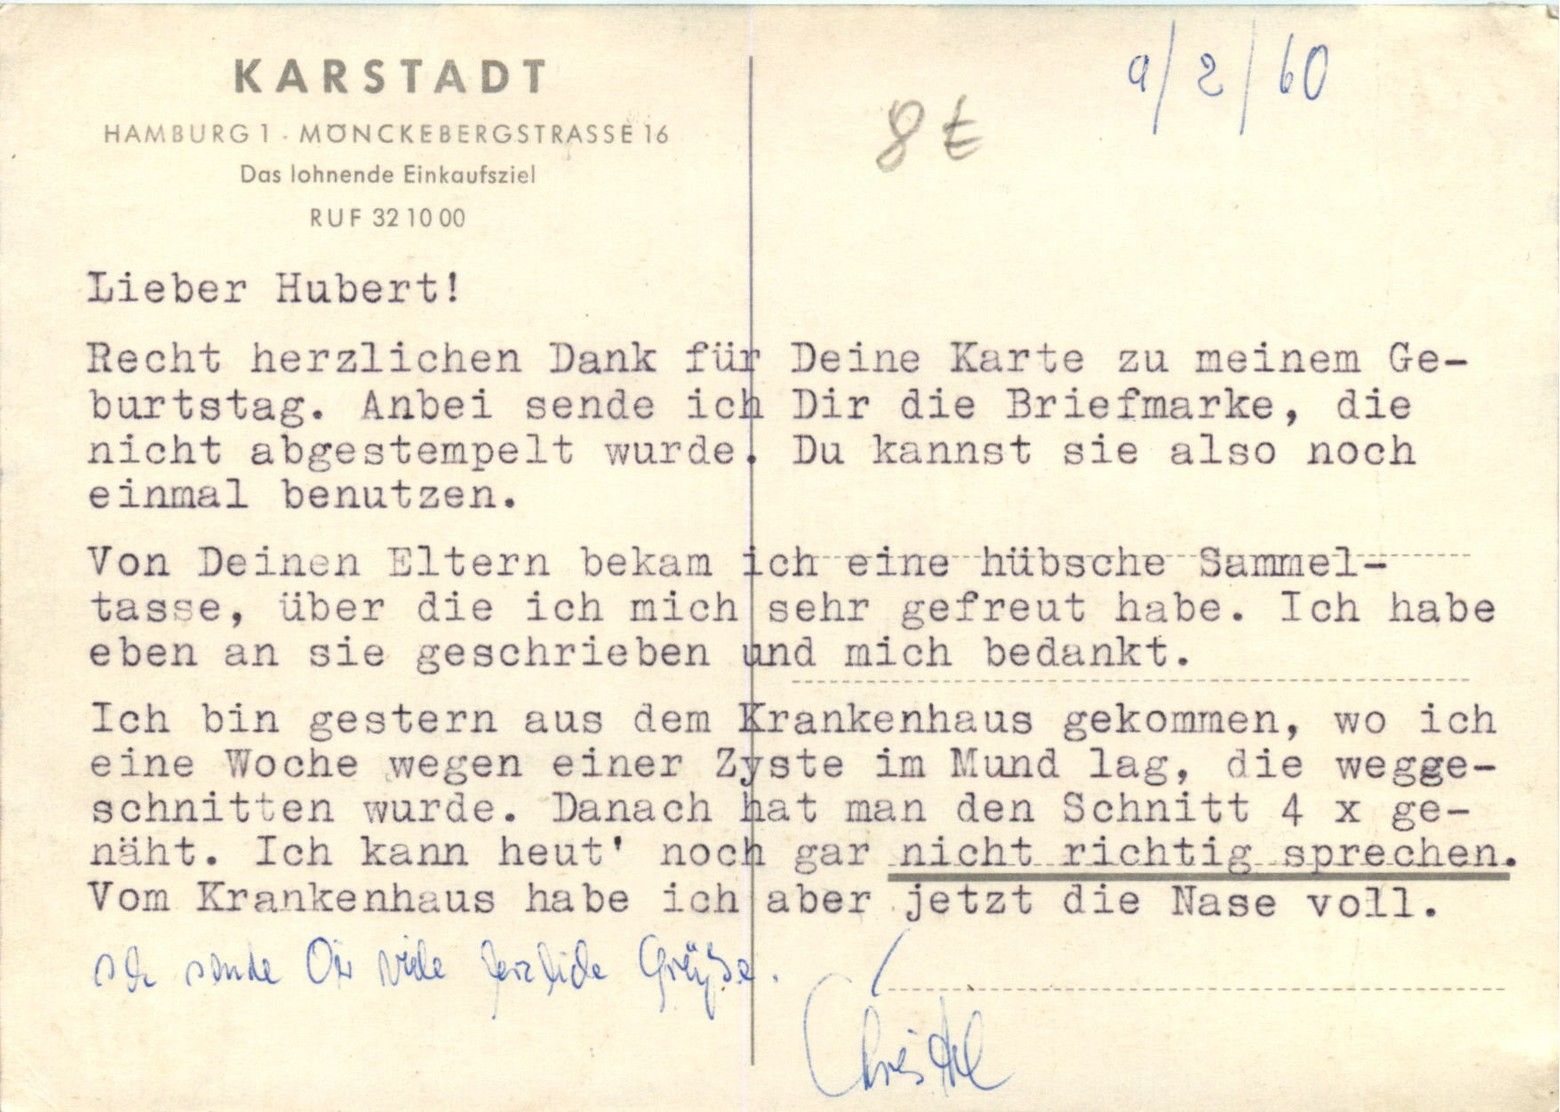 KARSTADT
HAMBURG 1 · MÖNCKEBERGSTRASSE 16
Das lohnende Einkaufsziel
RUF 32 10 00
9/2/60
8 €
Lieber Hubert!
Recht herzlichen Dank für Deine Karte zu meinem Ge-
burtstag. Anbei sende ich Dir die Briefmarke, die
nicht abgestempelt wurde. Du kannst sie also noch
einmal benutzen.
Von Deinen Eltern bekam ich eine hübsche Sammel-
tasse, über die ich mich sehr gefreut habe. Ich habe
eben an sie geschrieben und mich bedankt.
Ich bin gestern aus dem Krankenhaus gekommen, wo ich
eine Woche wegen einer Zyste im Mund lag, die wegge-
schnitten wurde. Danach hat man den Schnitt 4 x ge-
näht. Ich kann heut' noch gar nicht richtig sprechen.
Vom Krankenhaus habe ich aber jetzt die Nase voll.
Ich sende Dir viele herzliche Grüße.
Christel